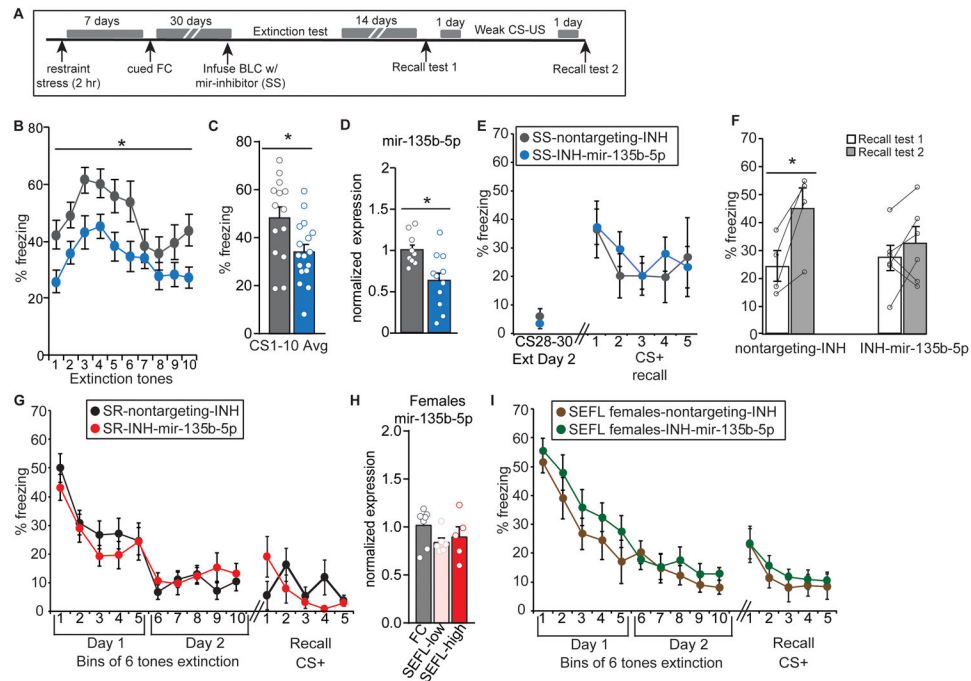 A
7 days
30 days
Extinction test
14 days
1 day
Weak CS-US
1 day
restraint
stress (2 hr)
cued FC
Infuse BLC w/
mir-inhibitor (SS)
Recall test 1
Recall test 2
B
% freezing
80
60
40
20
0
*
1 2 3 4 5 6 7 8 9 10
Extinction tones
C
% freezing
80
60
40
20
0
*
CS1-10 Avg
D
mir-135b-5p
normalized expression
2
1.5
1
0.5
0
*
E
SS-nontargeting-INH
SS-INH-mir-135b-5p
% freezing
70
60
50
40
30
20
10
0
CS28-30
Ext Day 2
1 2 3 4 5
CS+
recall
F
Recall test 1
Recall test 2
% freezing
70
60
50
40
30
20
10
0
*
nontargeting-INH
INH-mir-135b-5p
G
SR-nontargeting-INH
SR-INH-mir-135b-5p
% freezing
70
60
50
40
30
20
10
0
1 2 3 4 5 6 7 8 9 10 1 2 3 4 5
Day 1 Day 2 Recall
Bins of 6 tones extinction CS+
H
Females
mir-135b-5p
normalized expression
2.0
1.5
1.0
0.5
0.0
FC
SEFL-low
SEFL-high
I
SEFL females-nontargeting-INH
SEFL females-INH-mir-135b-5p
% freezing
70
60
50
40
30
20
10
0
1 2 3 4 5 6 7 8 9 10 1 2 3 4 5
Day 1 Day 2 Recall
Bins of 6 tones extinction CS+